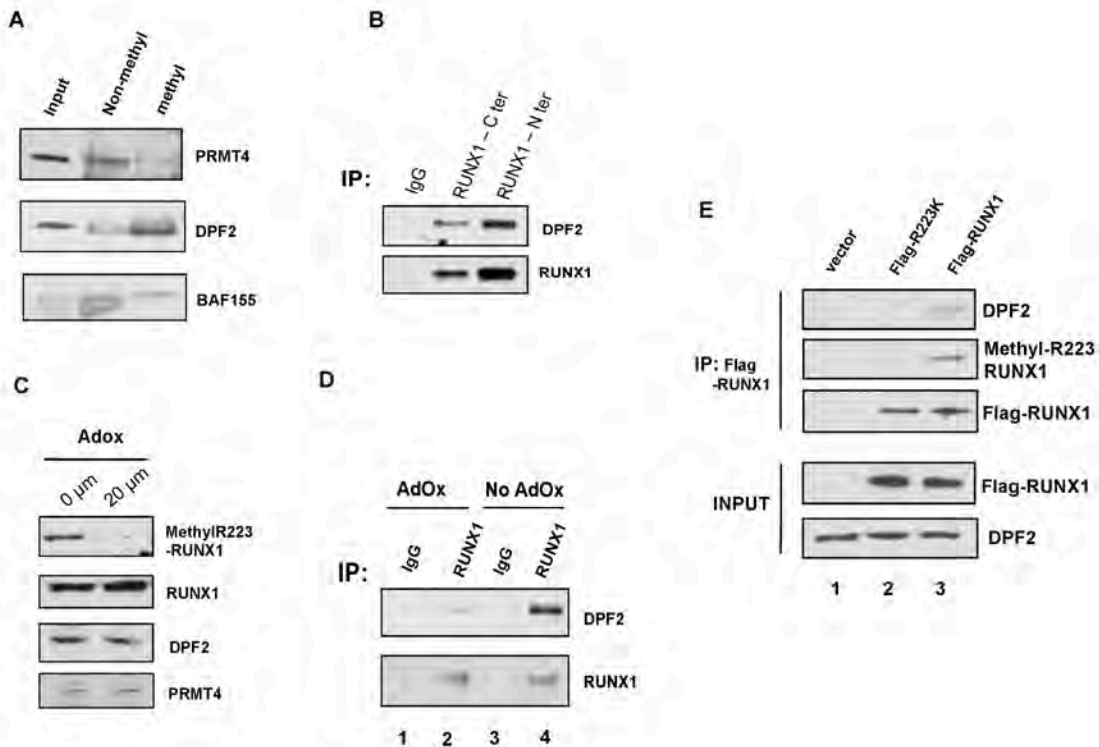 A
Input
Non-methyl
methyl
PRMT4
DPF2
BAF155
B
IP:
IgG
RUNX1 – C ter
RUNX1 – N ter
DPF2
RUNX1
C
Adox
0 µm
20 µm
MethylR223
-RUNX1
RUNX1
DPF2
PRMT4
D
AdOx
No AdOx
IP:
IgG
RUNX1
IgG
RUNX1
DPF2
RUNX1
1 2 3 4
E
vector
Flag-R223K
Flag-RUNX1
IP: Flag
-RUNX1
DPF2
Methyl-R223
RUNX1
Flag-RUNX1
INPUT
Flag-RUNX1
DPF2
1 2 3